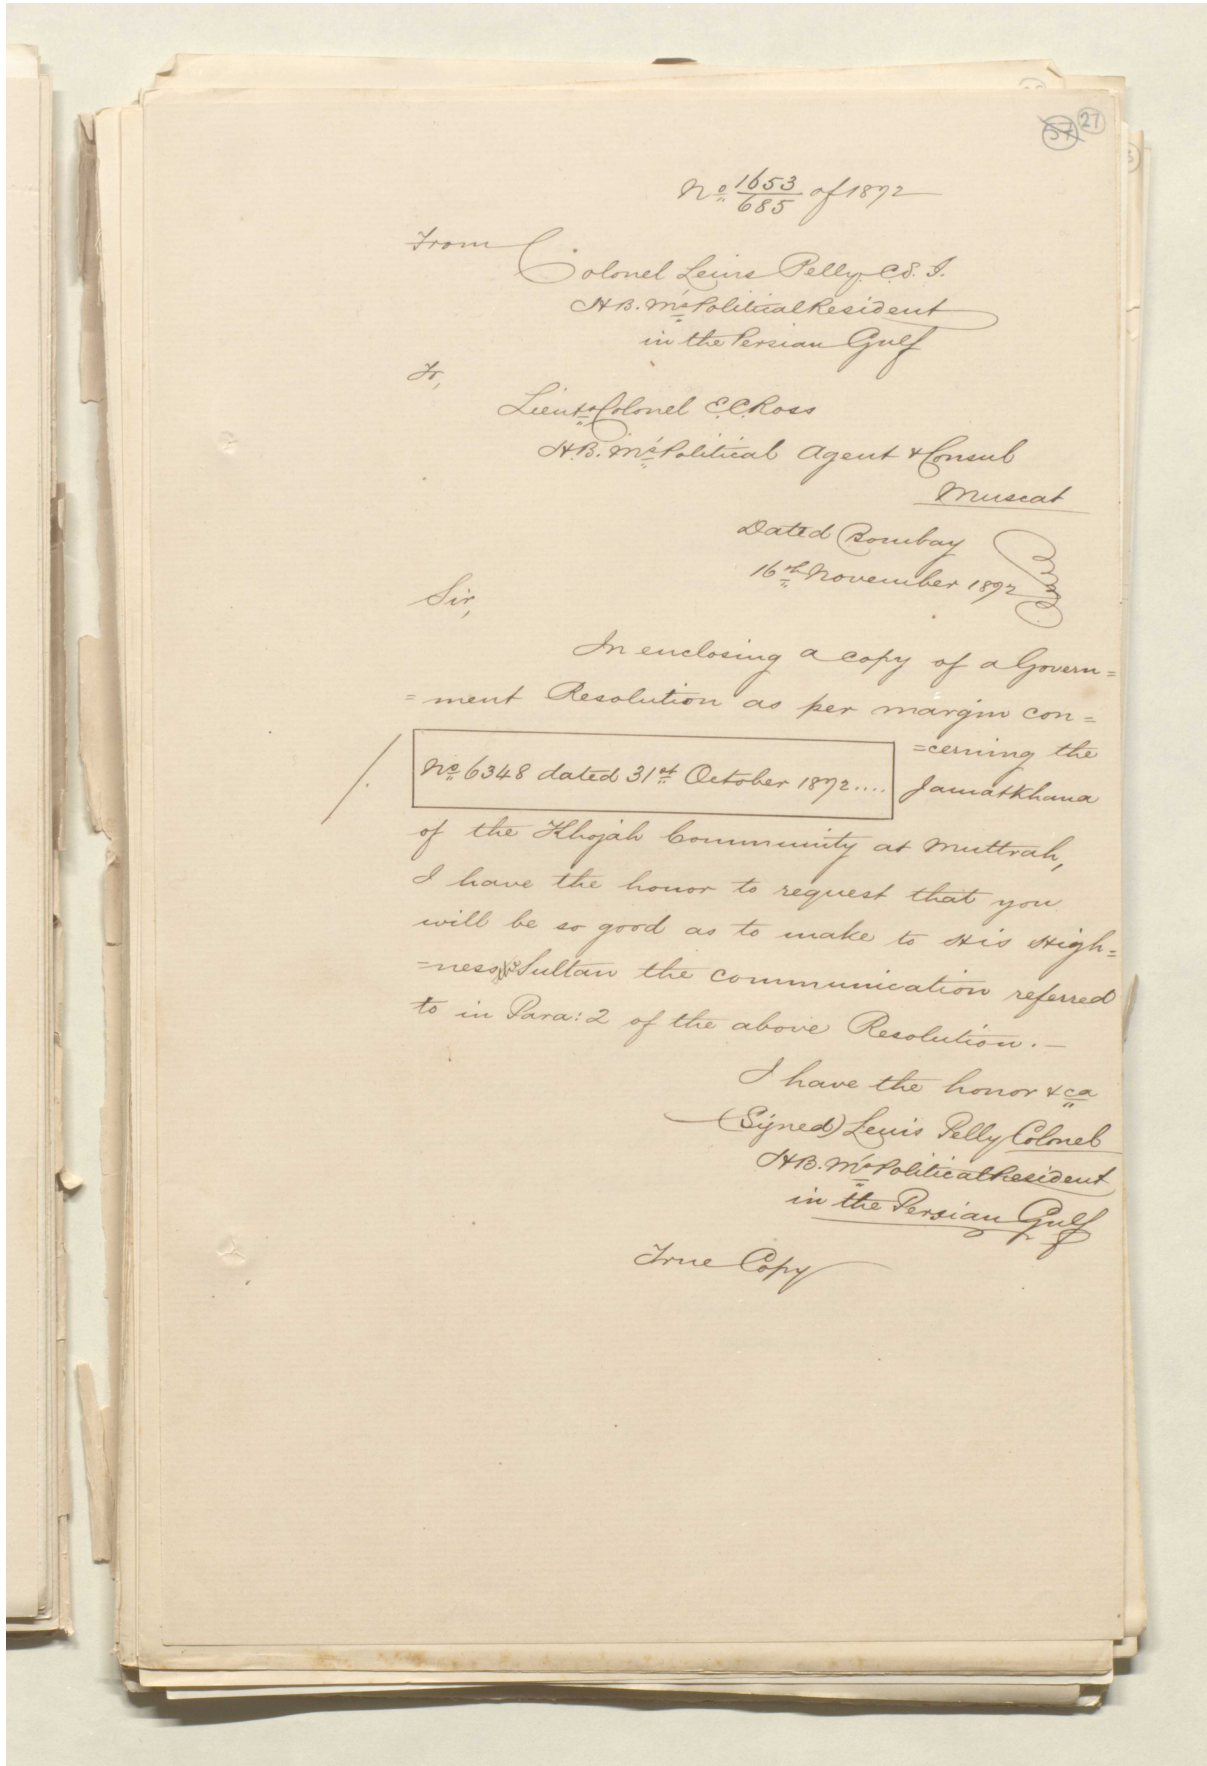 57 27
No 1653/685 of 1872
From
Colonel Lewis Pelly C.S.I.
H.B.M's Political Resident
in the Persian Gulf
To,
Lieut Colonel E.C. Ross
H.B.M's Political Agent & Consul
Muscat
Dated Bombay
16th November 1872
Sir,
In enclosing a copy of a Govern=
=ment Resolution as per margin con=
=cerning the
No 6348 dated 31st October 1872.... Jamatkhana
of the Khojah Community at Muttrah,
I have the honor to request that you
will be so good as to make to His High=
=ness the Sultan the communication referred
to in Para: 2 of the above Resolution. —
I have the honor &ca
(Signed) Lewis Pelly Colonel
H.B.M's Political Resident
in the Persian Gulf
True Copy